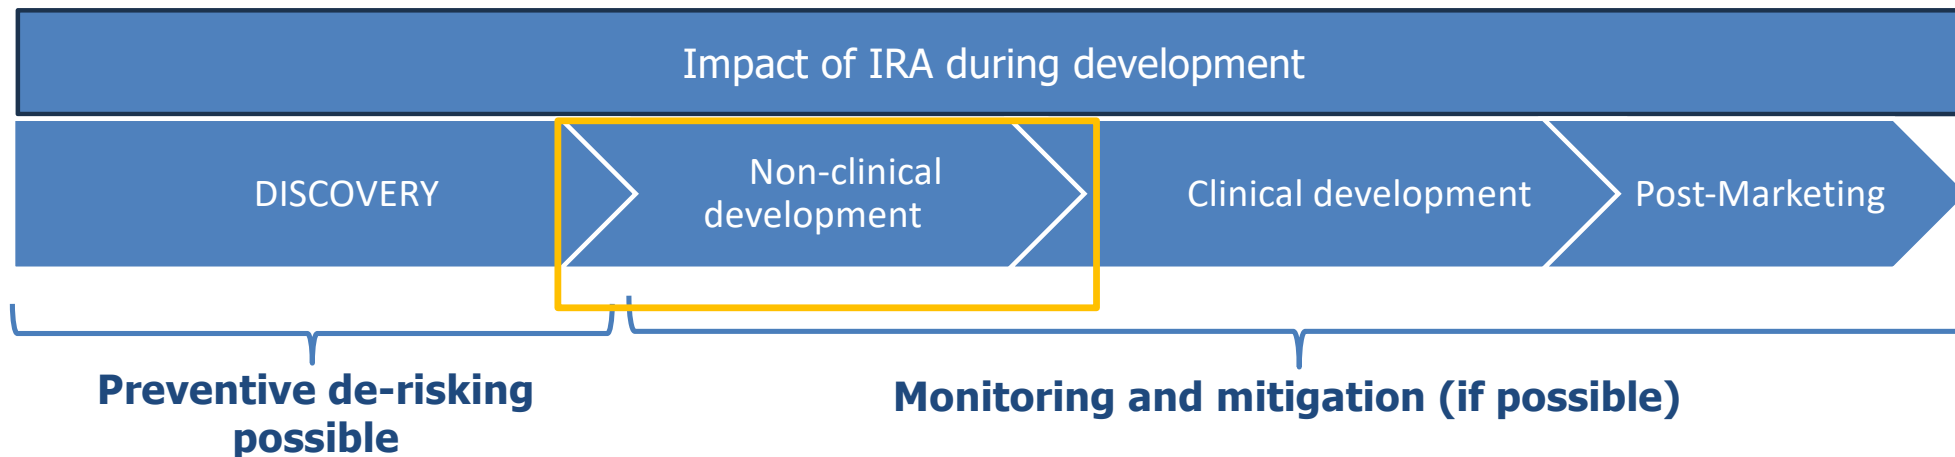 Impact of IRA during development
DISCOVERY
Non-clinical
development
Clinical development
Post-Marketing
Preventive de-risking
possible
Monitoring and mitigation (if possible)